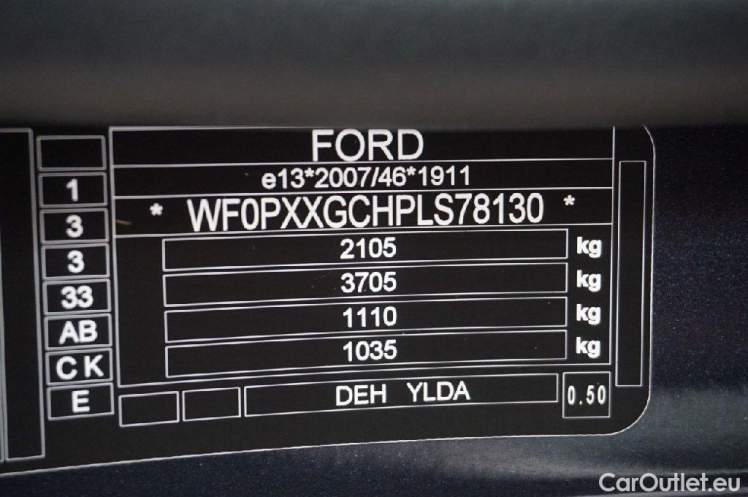 FORD
e13*2007/46*1911
* WF0PXXGCHPLS78130 *
2105 kg
3705 kg
1110 kg
1035 kg
1
3
3
33
AB
CK
E
DEH YLDA
0.50
CarOutlet.eu